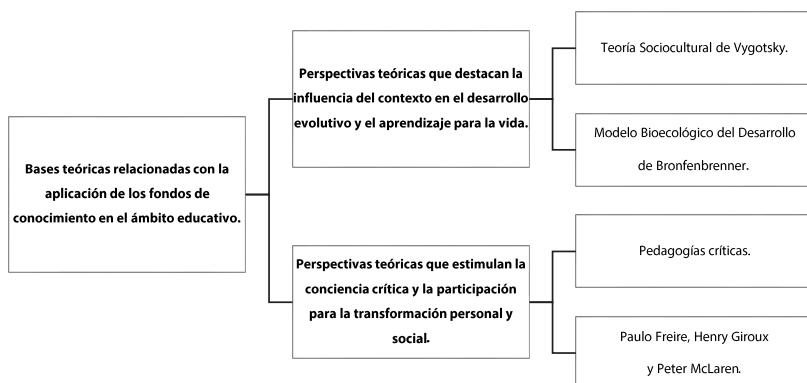 Bases teóricas relacionadas con la
aplicación de los fondos de
conocimiento en el ámbito educativo.
Perspectivas teóricas que destacan la
influencia del contexto en el desarrollo
evolutivo y el aprendizaje para la vida.
Teoría Sociocultural de Vygotsky.
Modelo Bioecológico del Desarrollo
de Bronfenbrenner.
Perspectivas teóricas que estimulan la
conciencia crítica y la participación
para la transformación personal y
social.
Pedagogías críticas.
Paulo Freire, Henry Giroux
y Peter McLaren.